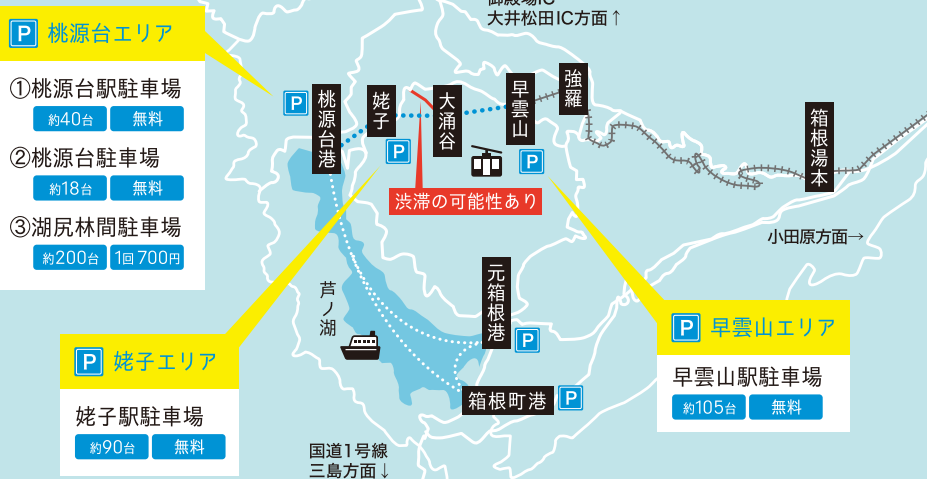 御殿場IC
大井松田IC方面↑
P 桃源台エリア
①桃源台駅駐車場
約40台 無料
②桃源台駐車場
約18台 無料
③湖尻林間駐車場
約200台 1回700円
P
桃源台港
姥子
P
大涌谷
早雲山
P
強羅
箱根湯本
渋滞の可能性あり
小田原方面→
芦ノ湖
元箱根港
P
箱根町港 P
P 姥子エリア
姥子駅駐車場
約90台 無料
P 早雲山エリア
早雲山駅駐車場
約105台 無料
国道1号線
三島方面↓